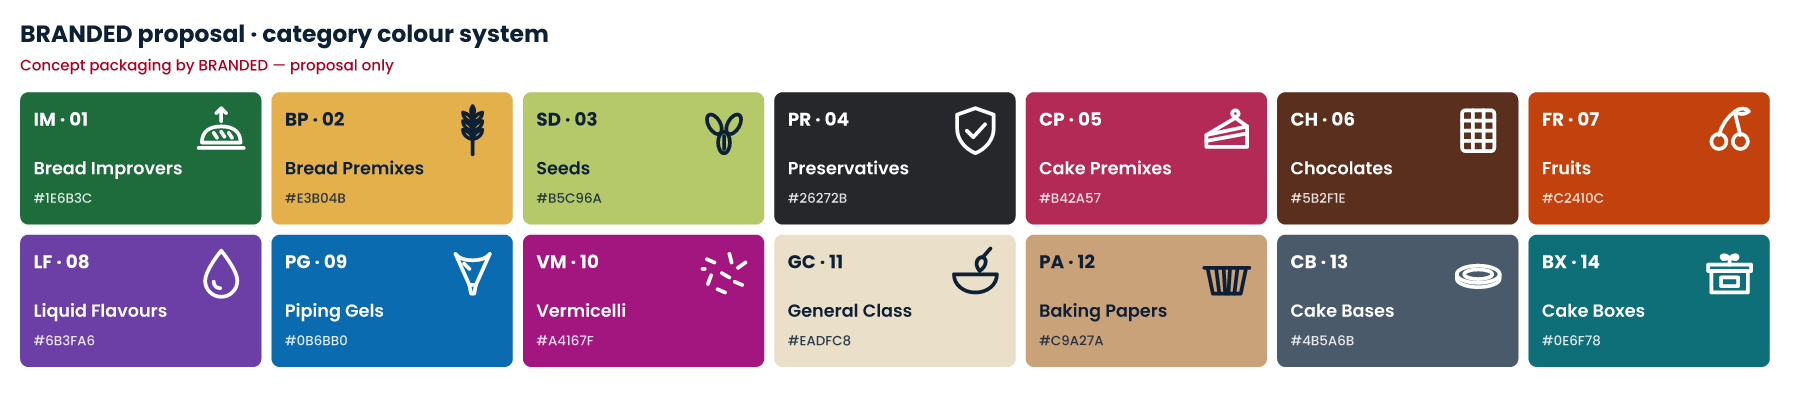 BRANDED proposal · category colour system
Concept packaging by BRANDED — proposal only
IM · 01
Bread Improvers
#1E6B3C
BP · 02
Bread Premixes
#E3B04B
SD · 03
Seeds
#B5C96A
PR · 04
Preservatives
#26272B
CP · 05
Cake Premixes
#B42A57
CH · 06
Chocolates
#5B2F1E
FR · 07
Fruits
#C2410C
LF · 08
Liquid Flavours
#6B3FA6
PG · 09
Piping Gels
#0B6BB0
VM · 10
Vermicelli
#A4167F
GC · 11
General Class
#EADFC8
PA · 12
Baking Papers
#C9A27A
CB · 13
Cake Bases
#4B5A6B
BX · 14
Cake Boxes
#0E6F78